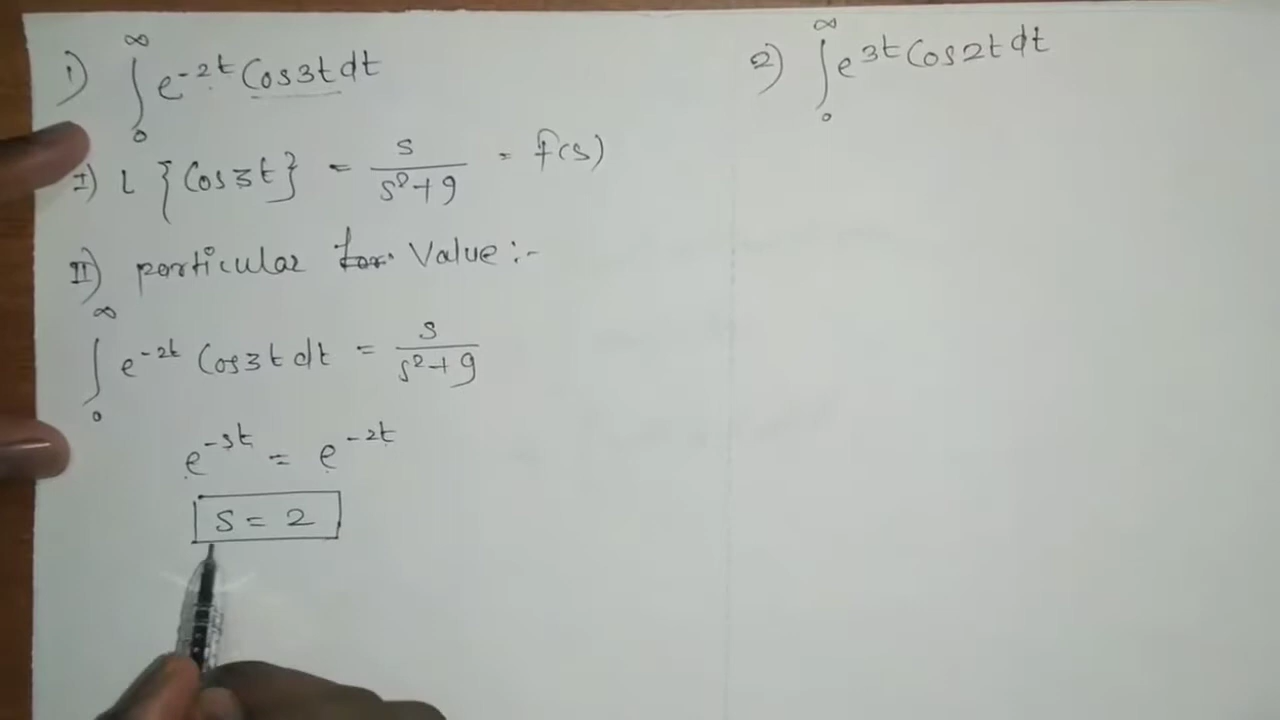 1) ∫₀^∞ e^-2t Cos3t dt
I) L {Cos3t} = s/(s²+9) = f(s)
II) particular for Value :-
∫₀^∞ e^-2t Cos3t dt = s/(s²+9)
e^-st = e^-2t
S = 2
2) ∫₀^∞ e^3t Cos2t dt